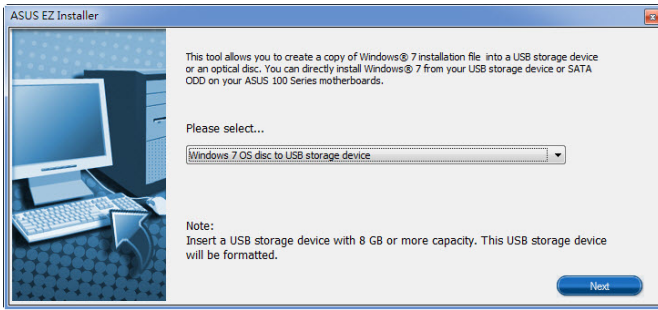 ASUS EZ Installer
This tool allows you to create a copy of Windows® 7 installation file into a USB storage device
or an optical disc. You can directly install Windows® 7 from your USB storage device or SATA
ODD on your ASUS 100 Series motherboards.
Please select...
Windows 7 OS disc to USB storage device
Note:
Insert a USB storage device with 8 GB or more capacity. This USB storage device
will be formatted.
Next